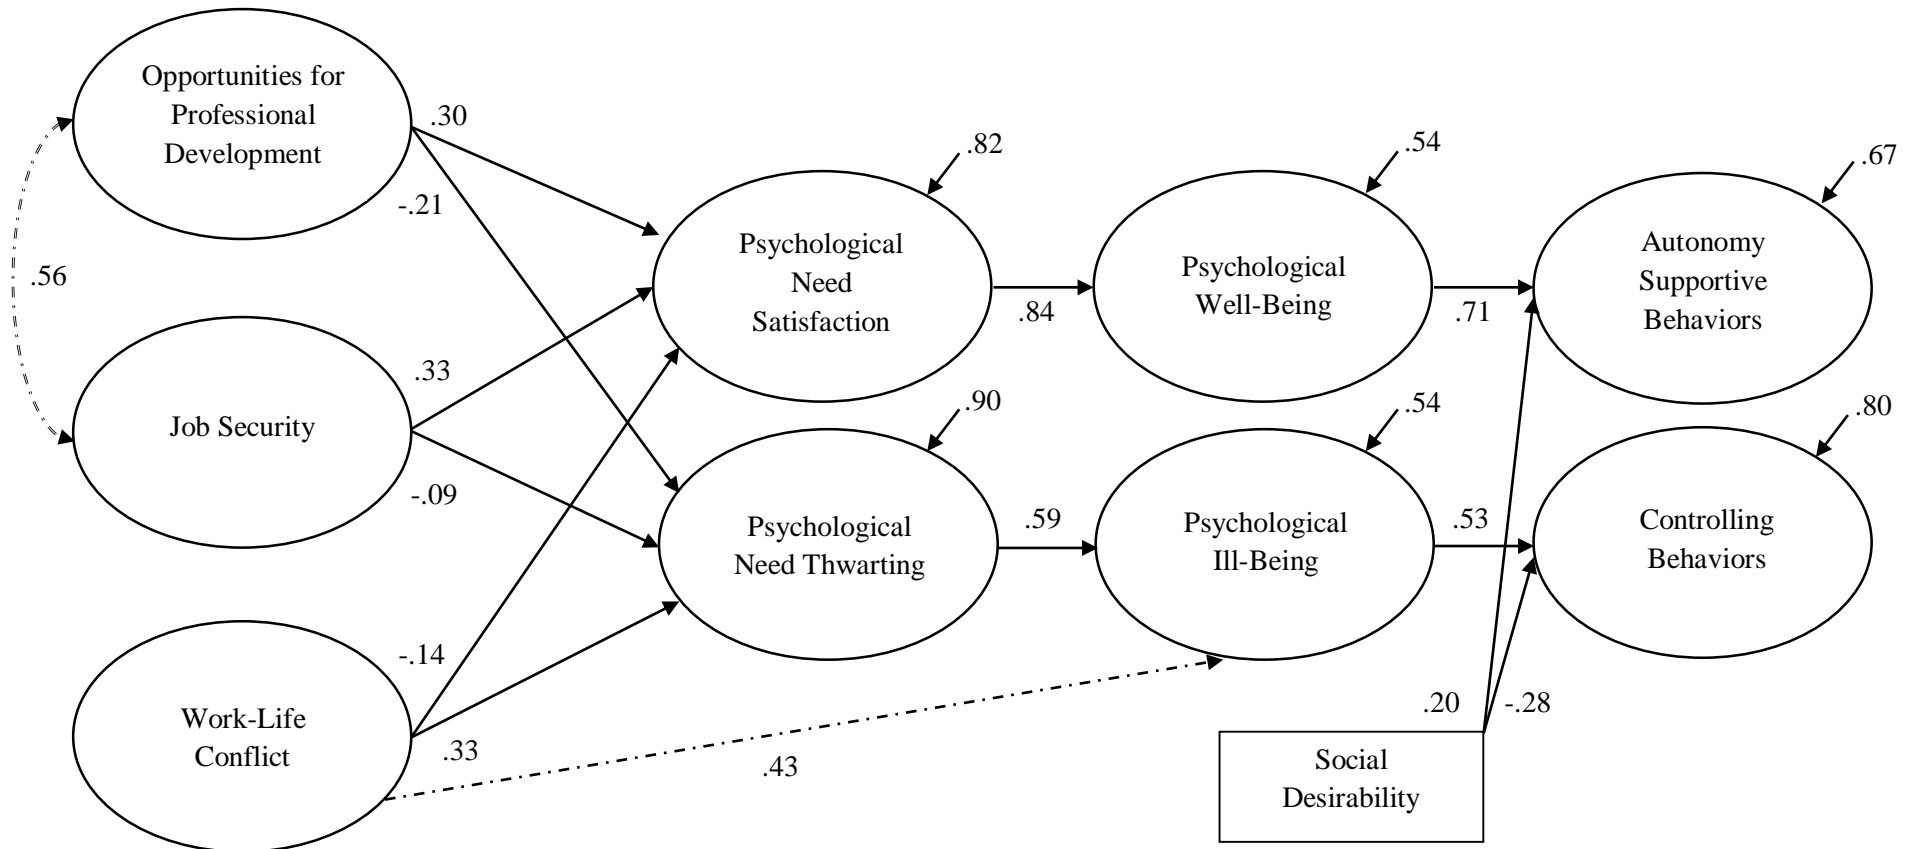 Opportunities for
Professional
Development
.30
-.21
.56
Job Security
.33
-.09
Work-Life
Conflict
-.14
.33
.43
Psychological
Need
Satisfaction
.82
.84
Psychological
Need Thwarting
.90
.59
Psychological
Well-Being
.54
.71
Psychological
Ill-Being
.54
.53
Autonomy
Supportive
Behaviors
.67
Controlling
Behaviors
.80
.20
-.28
Social
Desirability